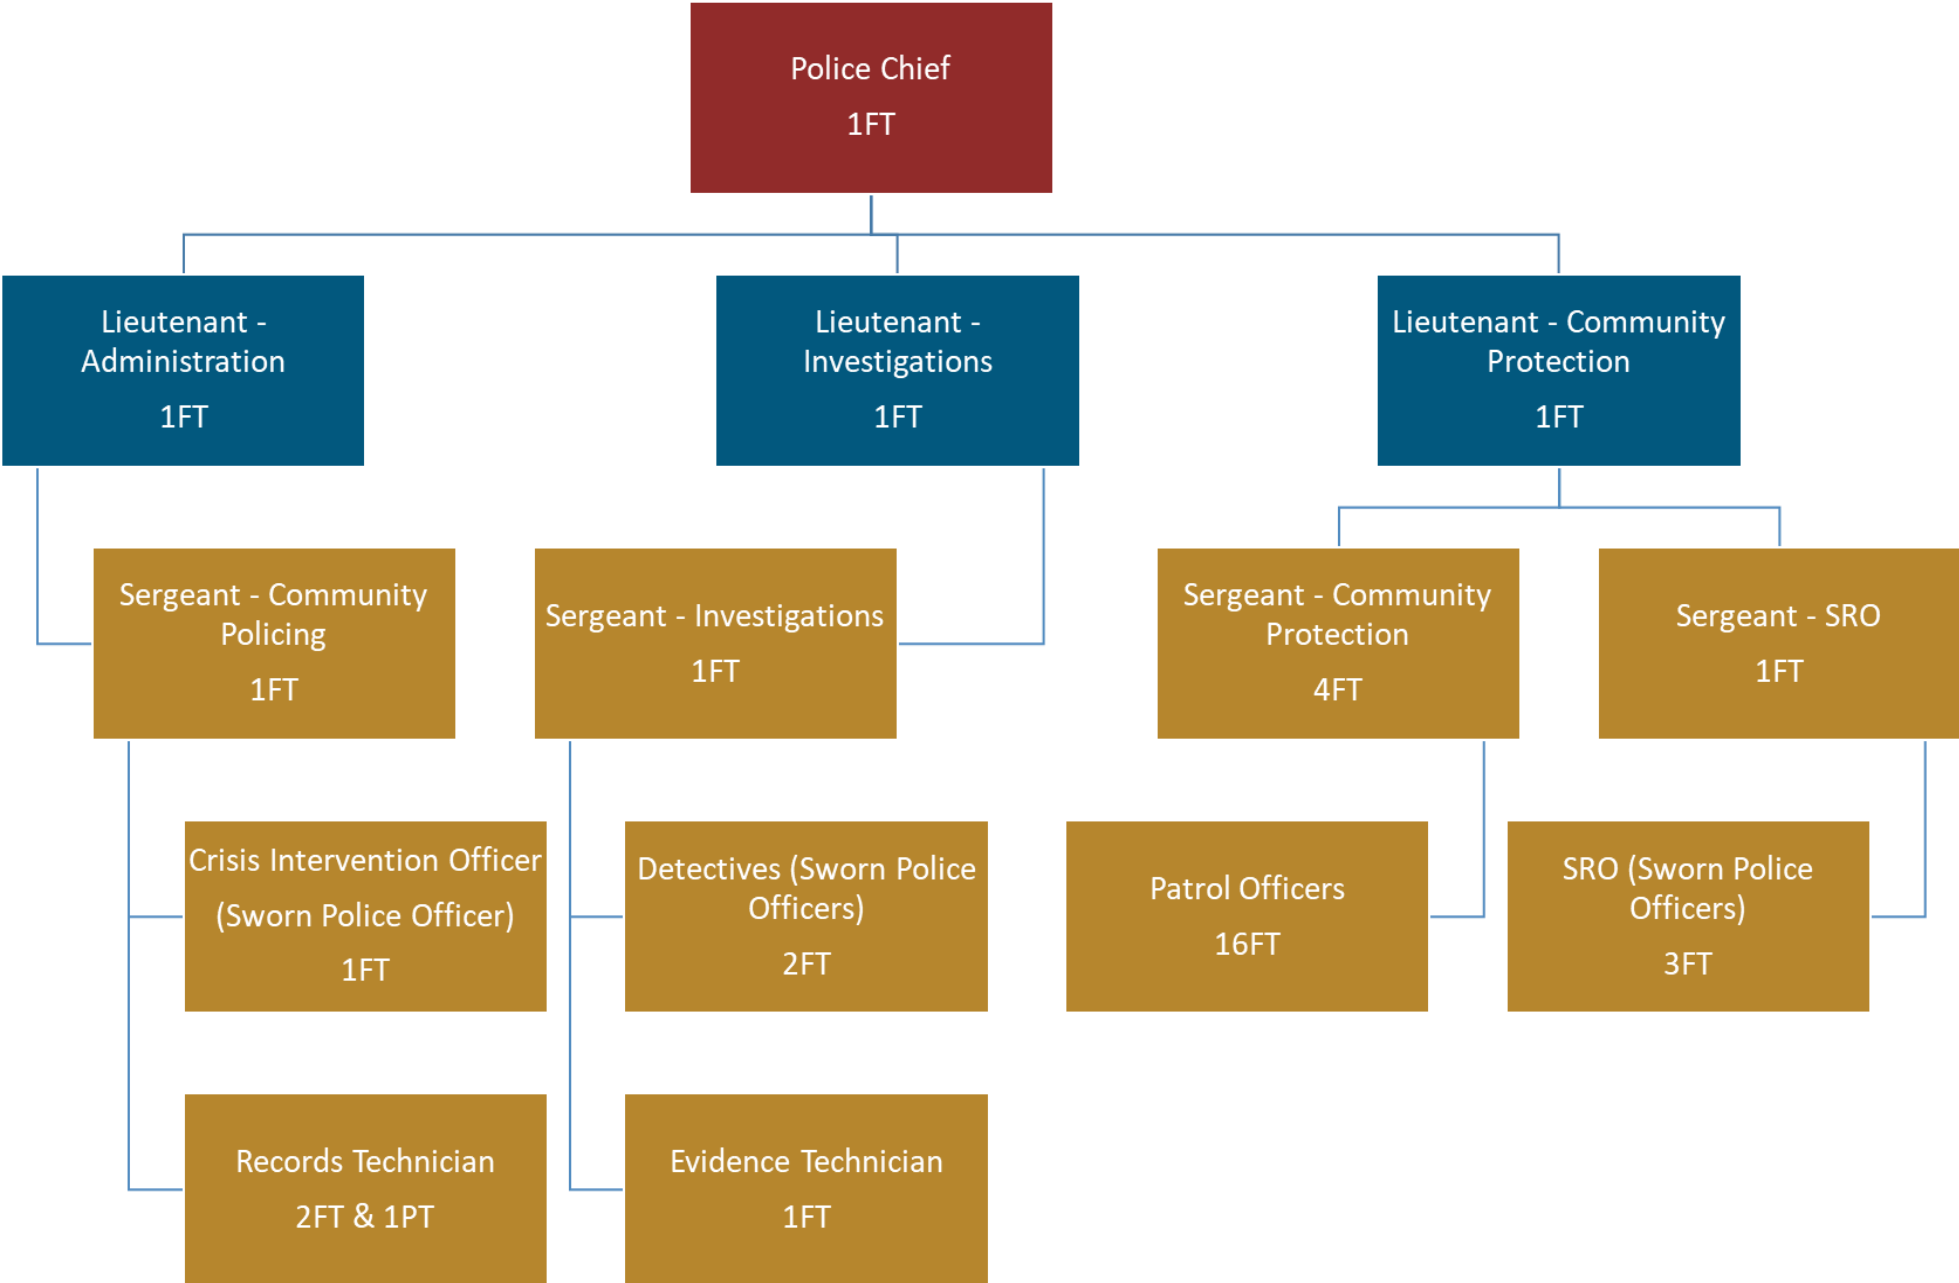 Police Chief
1FT
Lieutenant -
Administration
1FT
Lieutenant -
Investigations
1FT
Lieutenant - Community
Protection
1FT
Sergeant - Community
Policing
1FT
Sergeant - Investigations
1FT
Sergeant - Community
Protection
4FT
Sergeant - SRO
1FT
Crisis Intervention Officer
(Sworn Police Officer)
1FT
Detectives (Sworn Police
Officers)
2FT
Patrol Officers
16FT
SRO (Sworn Police
Officers)
3FT
Records Technician
2FT & 1PT
Evidence Technician
1FT